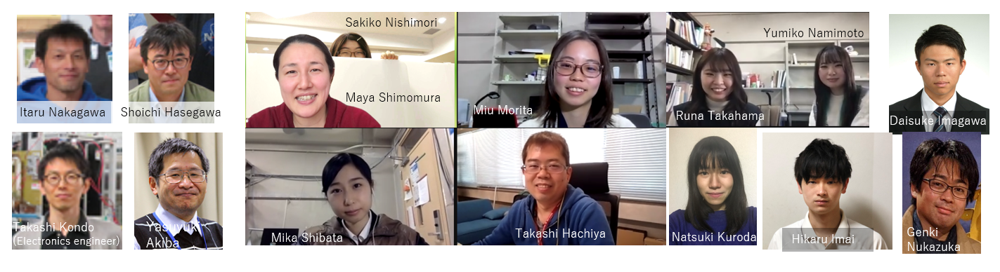 Sakiko Nishimori
Yumiko Namimoto
Maya Shimomura
Itaru Nakagawa
Shoichi Hasegawa
Miu Morita
Runa Takahama
Daisuke Imagawa
Takashi Kondo
(Electronics engineer)
Yasuyuki
Akiba
Mika Shibata
Takashi Hachiya
Natsuki Kuroda
Hikaru Imai
Genki
Nukazuka